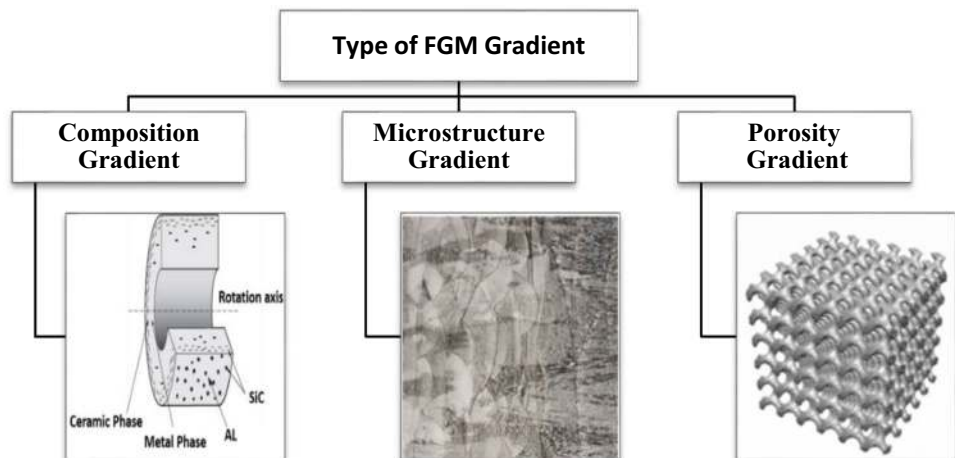 Type of FGM Gradient
Composition
Gradient
Microstructure
Gradient
Porosity
Gradient
Rotation axis
SiC
Ceramic Phase
AL
Metal Phase